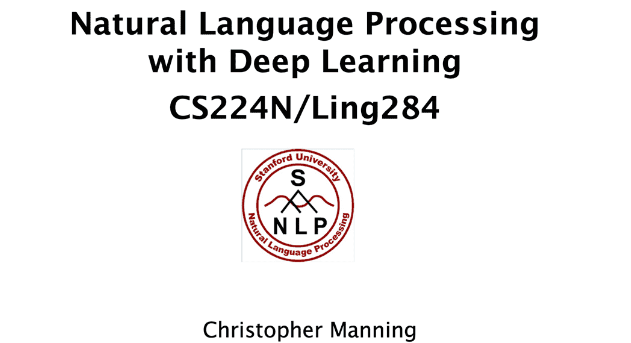 Natural Language Processing
with Deep Learning
CS224N/Ling284
Stanford University
S
NLP
Natural Language Processing
Christopher Manning